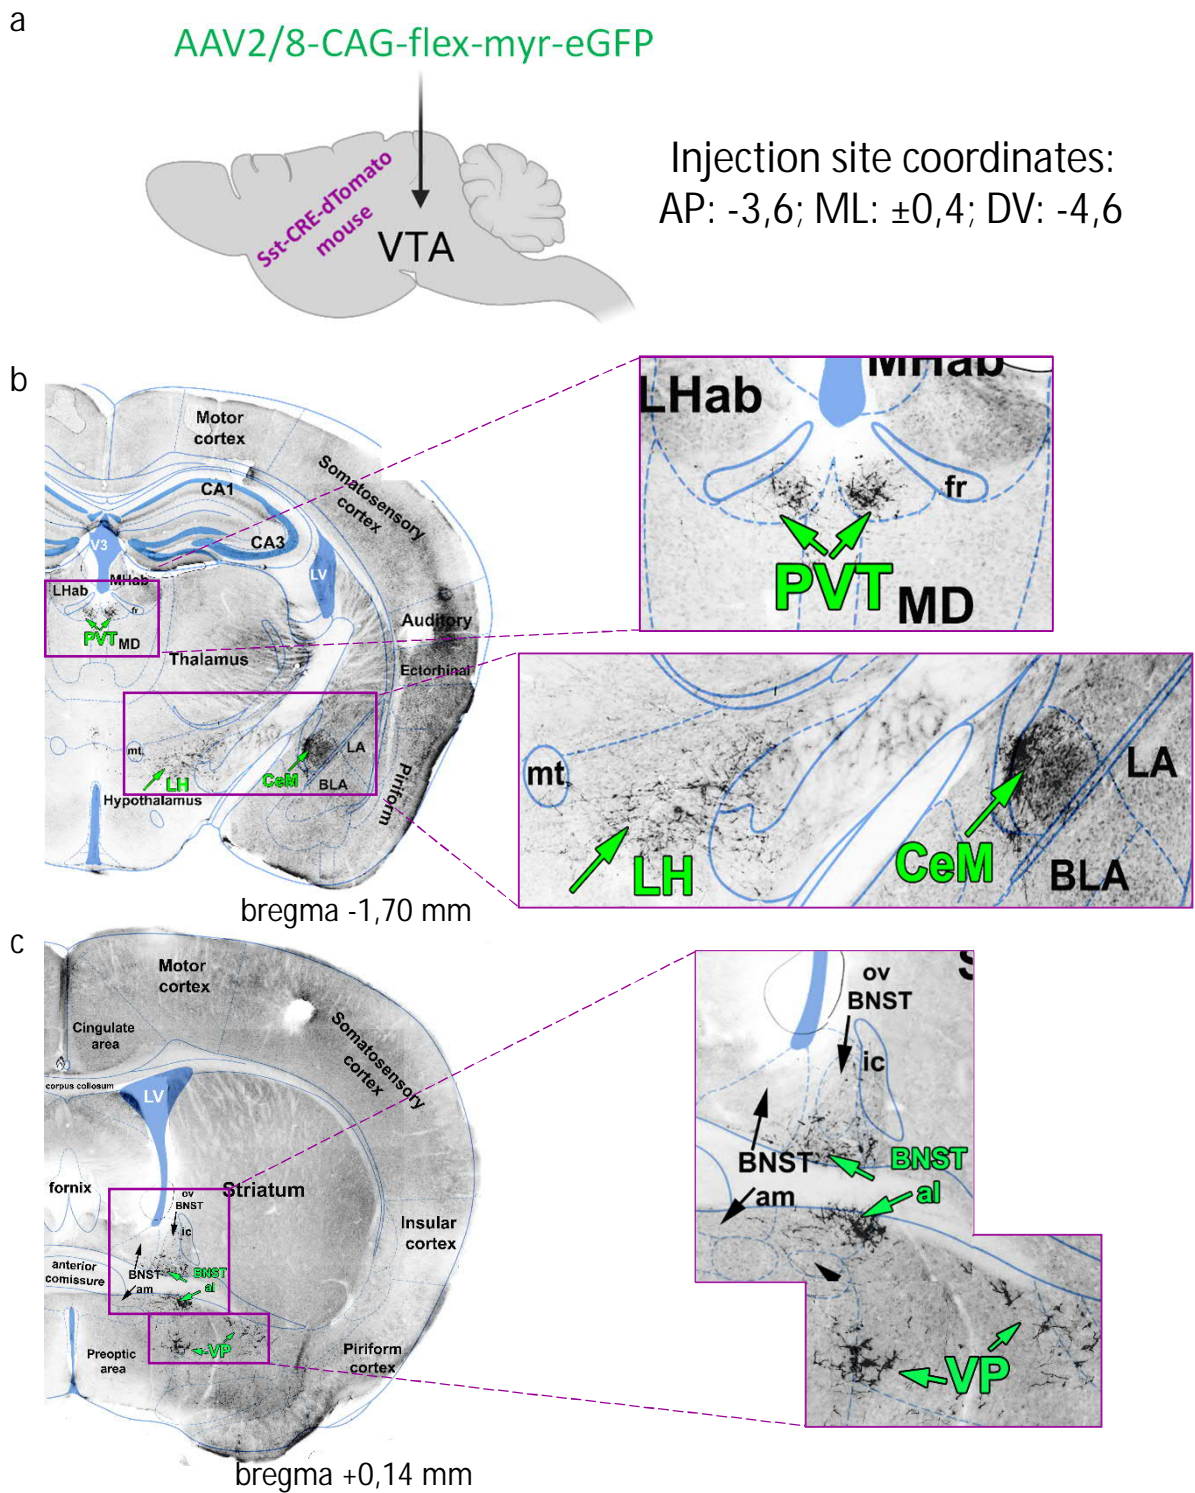 a
AAV2/8-CAG-flex-myr-eGFP
Sst-CRE-dTomato
mouse
VTA
Injection site coordinates:
AP: -3,6; ML: ±0,4; DV: -4,6
b
Motor
cortex
Somatosensory
cortex
CA1
CA3
V3
LV
LHab
MHab
fr
PVT
MD
Thalamus
Auditory
Ectorhinal
mt
LH
CeM
LA
BLA
Hypothalamus
Piriform
bregma -1,70 mm
LHab
MHab
fr
PVT
MD
mt
LH
CeM
LA
BLA
c
Motor
cortex
Cingulate
area
Somatosensory
cortex
corpus collosum
LV
fornix
Striatum
ov
BNST
ic
Insular
cortex
anterior
comissure
BNST
am
BNST
al
VP
Preoptic
area
Piriform
cortex
bregma +0,14 mm
S
ov
BNST
ic
BNST
am
BNST
al
VP